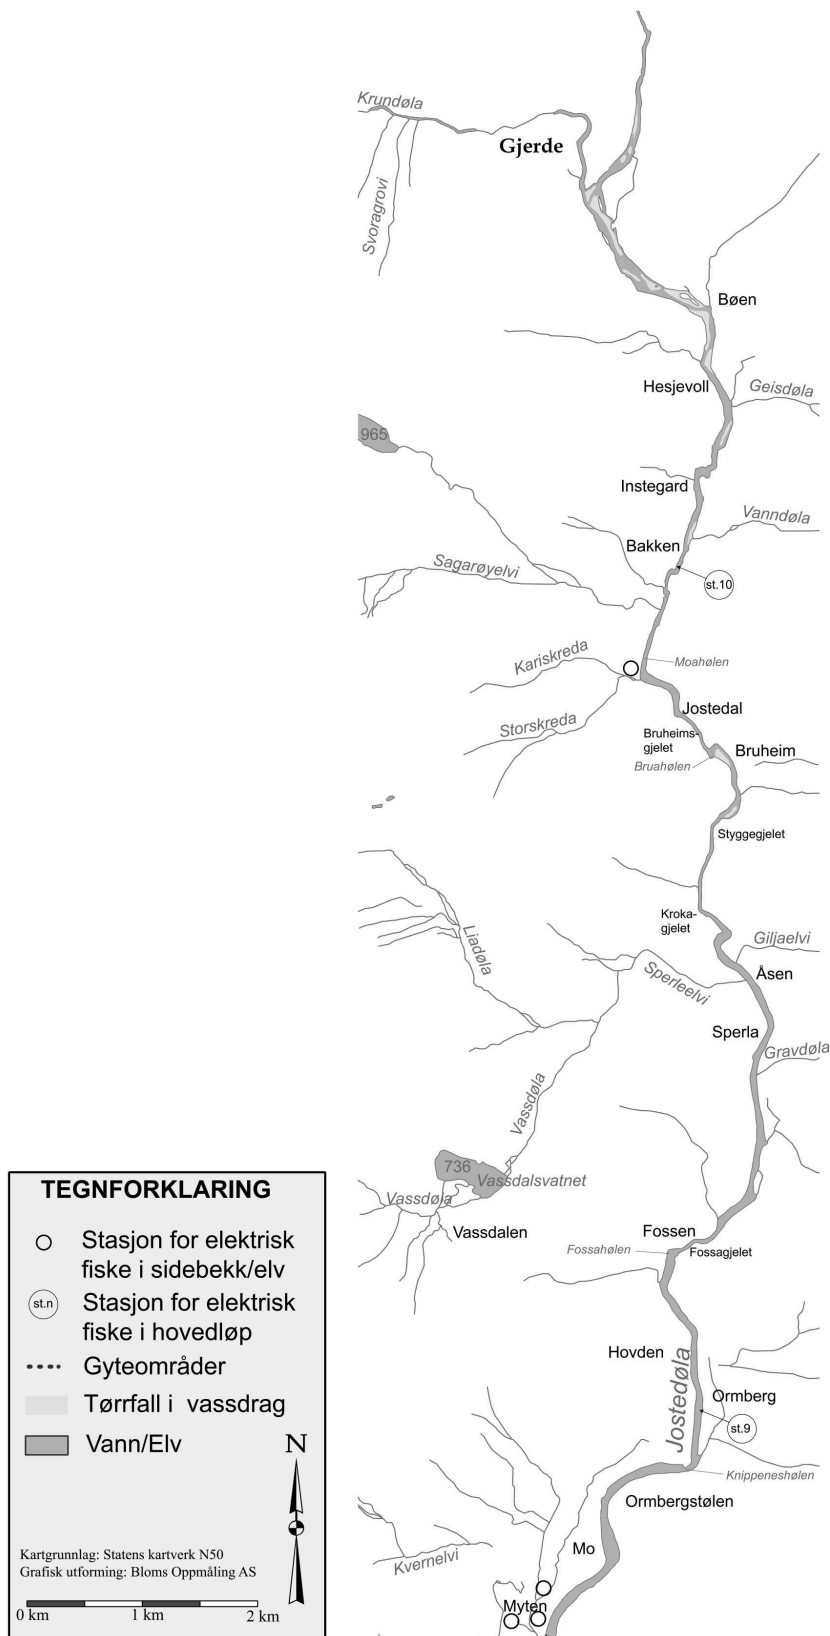 Krundøla
Gjerde
Svoragrovi
Bøen
Hesjevoll
Geisdøla
965
Instegard
Vanndøla
Bakken
Sagarøyelvi
st.10
Kariskreda
Moahølen
Jostedal
Storskreda
Bruheims-
gjelet
Bruheim
Bruahølen
Styggegjelet
Kroka-
gjelet
Liadøla
Giljaelvi
Sperleelvi
Åsen
Sperla
Gravdøla
Vassdøla
736
Vassdalsvatnet
Vassdøla
Vassdalen
Fossen
Fossahølen
Fossagjelet
Hovden
Jostedøla
Ormberg
st.9
Knippeneshølen
Ormbergstølen
Mo
Kvernelvi
Myten
TEGNFORKLARING
Stasjon for elektrisk
fiske i sidebekk/elv
st.n
Stasjon for elektrisk
fiske i hovedløp
Gyteområder
Tørrfall i vassdrag
Vann/Elv
N
Kartgrunnlag: Statens kartverk N50
Grafisk utforming: Bloms Oppmåling AS
0 km 1 km 2 km